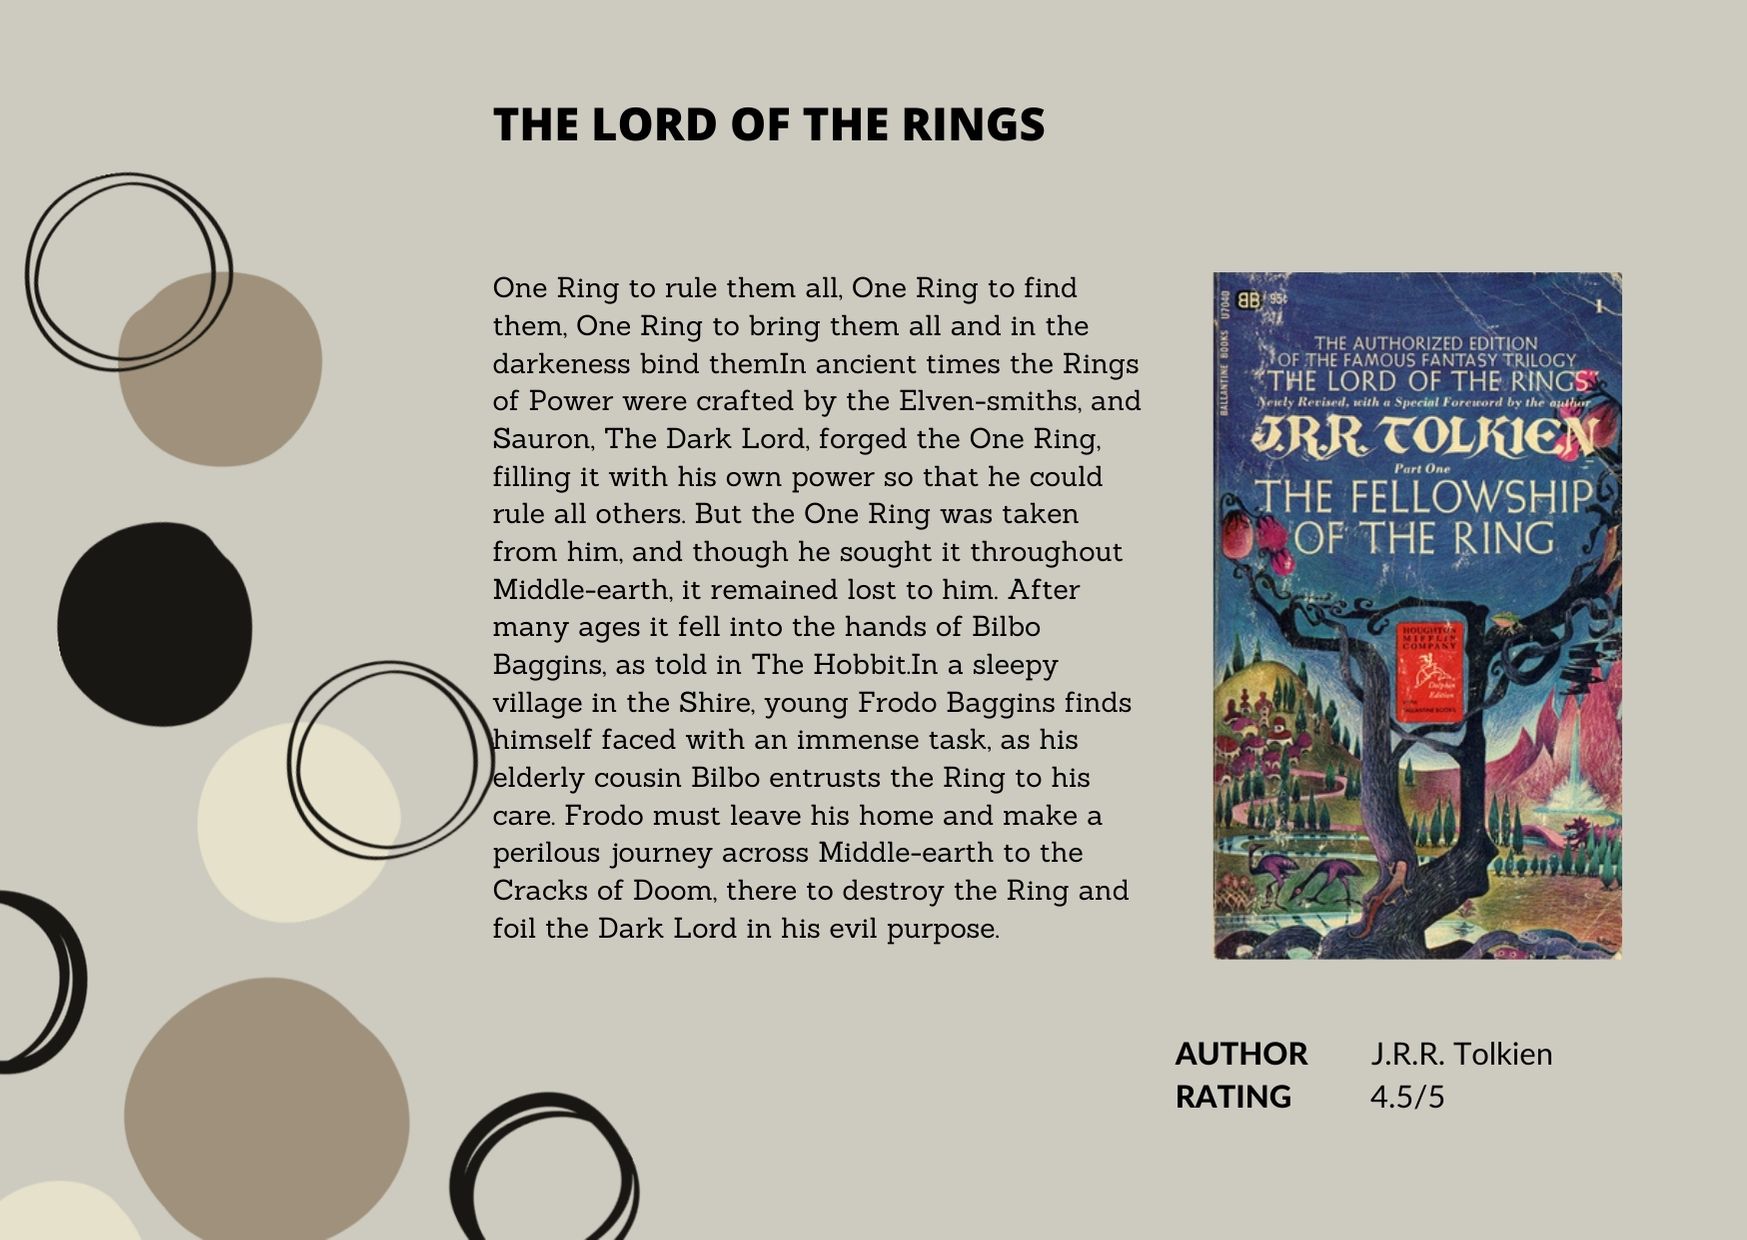 THE LORD OF THE RINGS
One Ring to rule them all, One Ring to find
them, One Ring to bring them all and in the
darkeness bind themIn ancient times the Rings
of Power were crafted by the Elven-smiths, and
Sauron, The Dark Lord, forged the One Ring,
filling it with his own power so that he could
rule all others. But the One Ring was taken
from him, and though he sought it throughout
Middle-earth, it remained lost to him. After
many ages it fell into the hands of Bilbo
Baggins, as told in The Hobbit.In a sleepy
village in the Shire, young Frodo Baggins finds
himself faced with an immense task, as his
elderly cousin Bilbo entrusts the Ring to his
care. Frodo must leave his home and make a
perilous journey across Middle-earth to the
Cracks of Doom, there to destroy the Ring and
foil the Dark Lord in his evil purpose.
BALLANTINE BOOKS U7040
BB 95¢
1
THE AUTHORIZED EDITION
OF THE FAMOUS FANTASY TRILOGY
"THE LORD OF THE RINGS"
Newly Revised, with a Special Foreword by the author
J.R.R. TOLKIEN
Part One
THE FELLOWSHIP
OF THE RING
HOUGHTON
MIFFLIN
COMPANY
Dolphin
Edition
BALLANTINE BOOKS
AUTHOR J.R.R. Tolkien
RATING 4.5/5